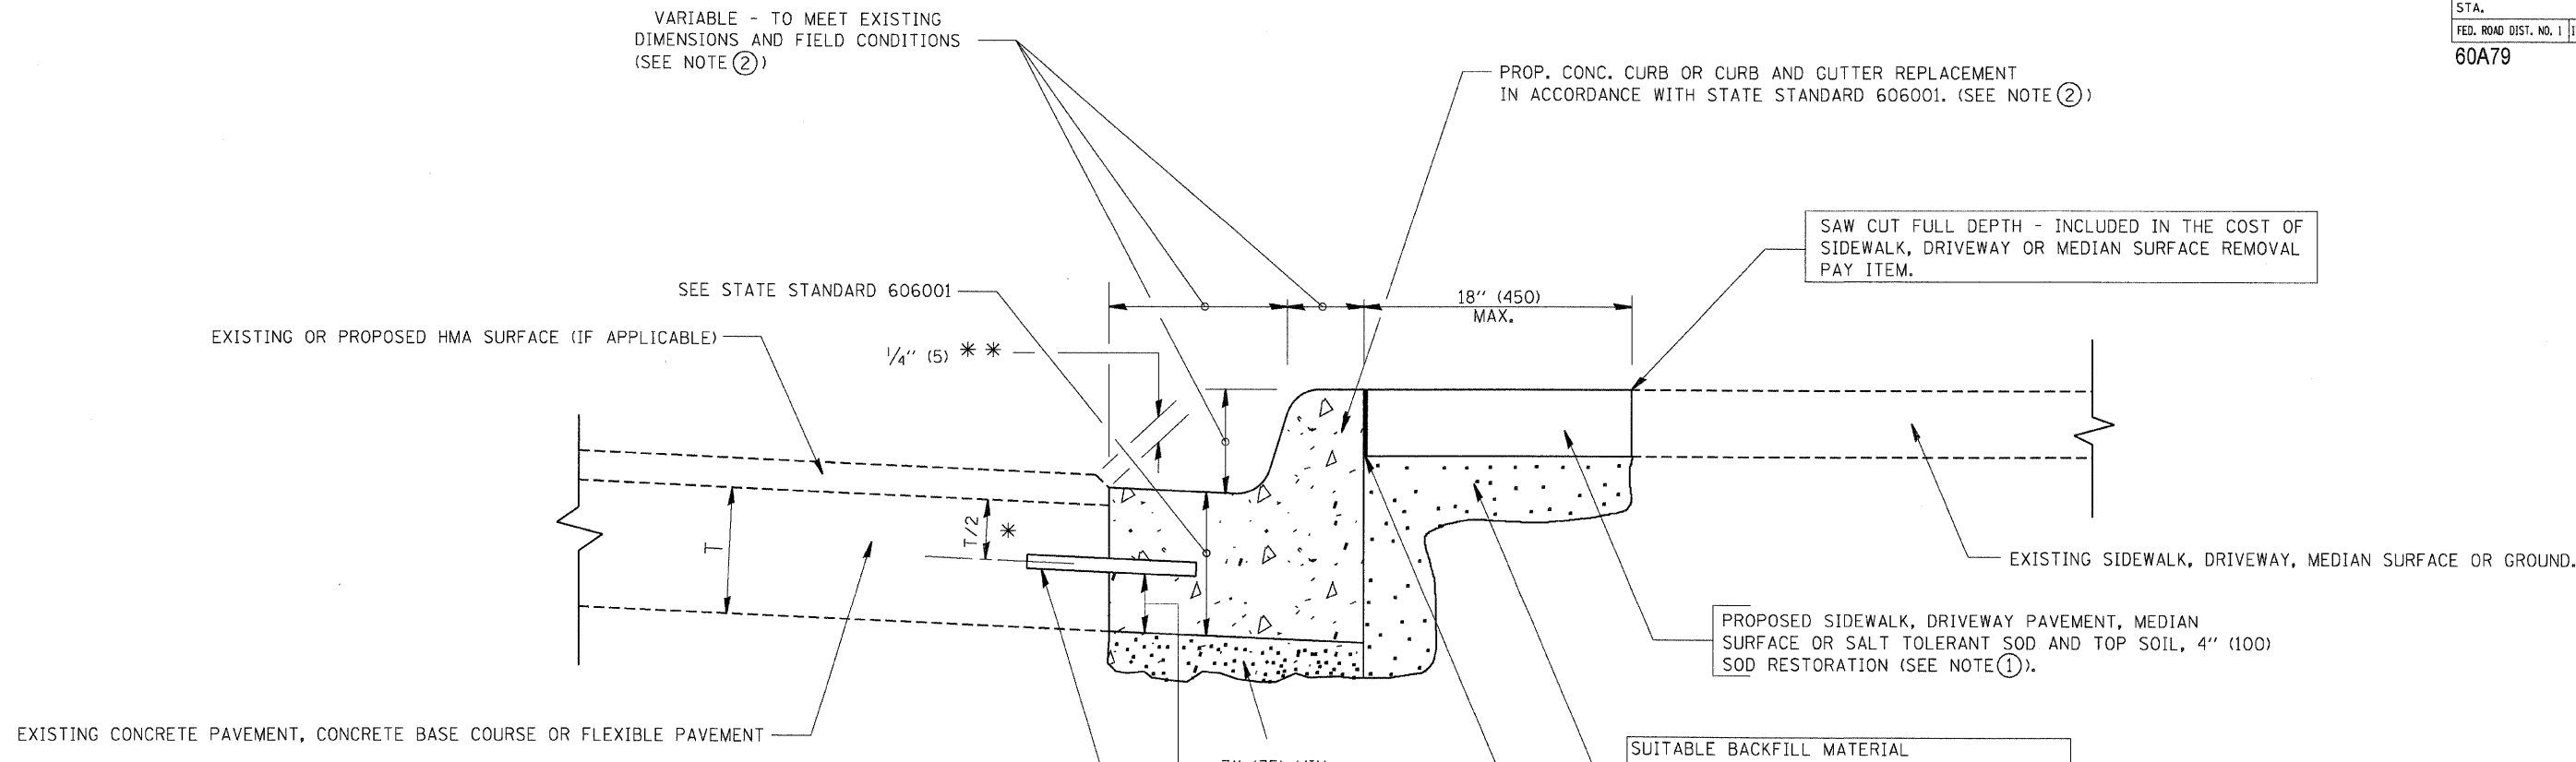 VARIABLE - TO MEET EXISTING
DIMENSIONS AND FIELD CONDITIONS
(SEE NOTE ②)
STA.
FED. ROAD DIST. NO. 1
60A79
PROP. CONC. CURB OR CURB AND GUTTER REPLACEMENT
IN ACCORDANCE WITH STATE STANDARD 606001. (SEE NOTE ②)
SAW CUT FULL DEPTH - INCLUDED IN THE COST OF
SIDEWALK, DRIVEWAY OR MEDIAN SURFACE REMOVAL
PAY ITEM.
SEE STATE STANDARD 606001
18" (450)
MAX.
EXISTING OR PROPOSED HMA SURFACE (IF APPLICABLE)
1/4" (5) * *
T
T/2 *
EXISTING SIDEWALK, DRIVEWAY, MEDIAN SURFACE OR GROUND.
PROPOSED SIDEWALK, DRIVEWAY PAVEMENT, MEDIAN
SURFACE OR SALT TOLERANT SOD AND TOP SOIL, 4" (100)
SOD RESTORATION (SEE NOTE ①).
EXISTING CONCRETE PAVEMENT, CONCRETE BASE COURSE OR FLEXIBLE PAVEMENT
SUITABLE BACKFILL MATERIAL